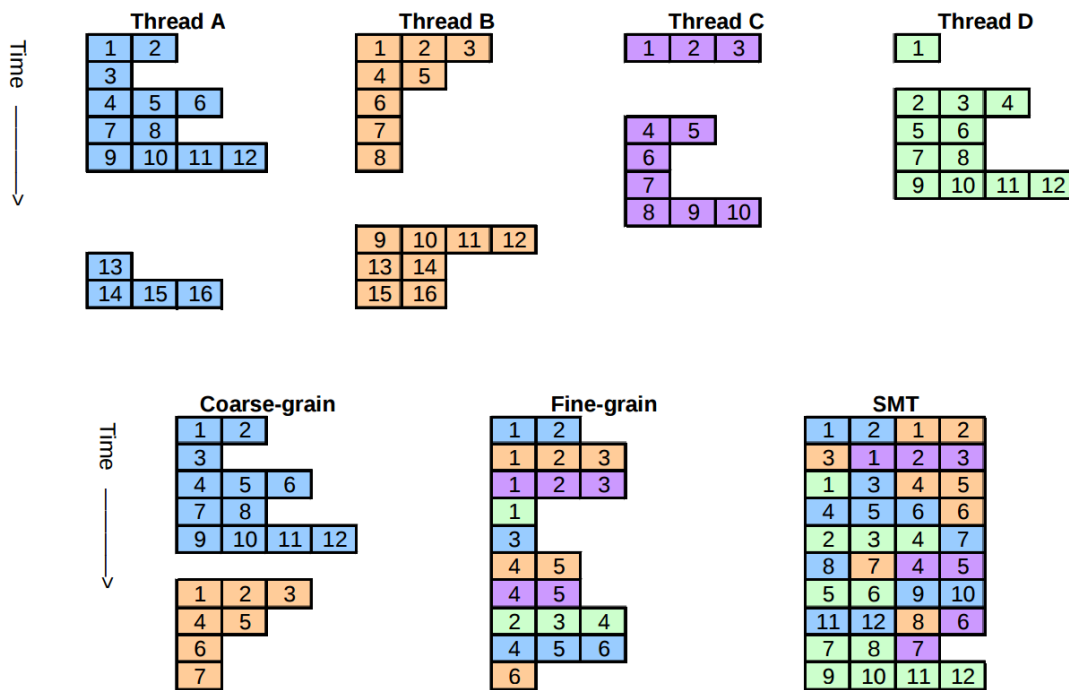 Thread A Thread B Thread C Thread D
Time ———>
1 2 1 2 3 1 2 3 1
3 4 5
4 5 6 6 2 3 4
7 8 7 4 5 5 6
9 10 11 12 8 6 7 8
7 9 10 11 12
9 10 11 12 8 9 10
13 13 14
14 15 16 15 16
Coarse-grain Fine-grain SMT
Time ———>
1 2 1 2 1 2 1 2
3 1 2 3 3 1 2 3
4 5 6 1 2 3 1 3 4 5
7 8 1 4 5 6 6
9 10 11 12 3 2 3 4 7
4 5 8 7 4 5
1 2 3 4 5 5 6 9 10
4 5 2 3 4 11 12 8 6
6 4 5 6 7 8 7
7 6 9 10 11 12